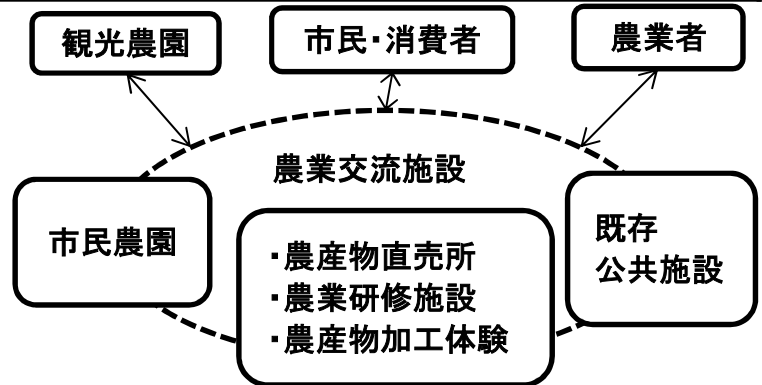 観光農園
市民・消費者
農業者
農業交流施設
市民農園
・農産物直売所
・農業研修施設
・農産物加工体験
既存
公共施設